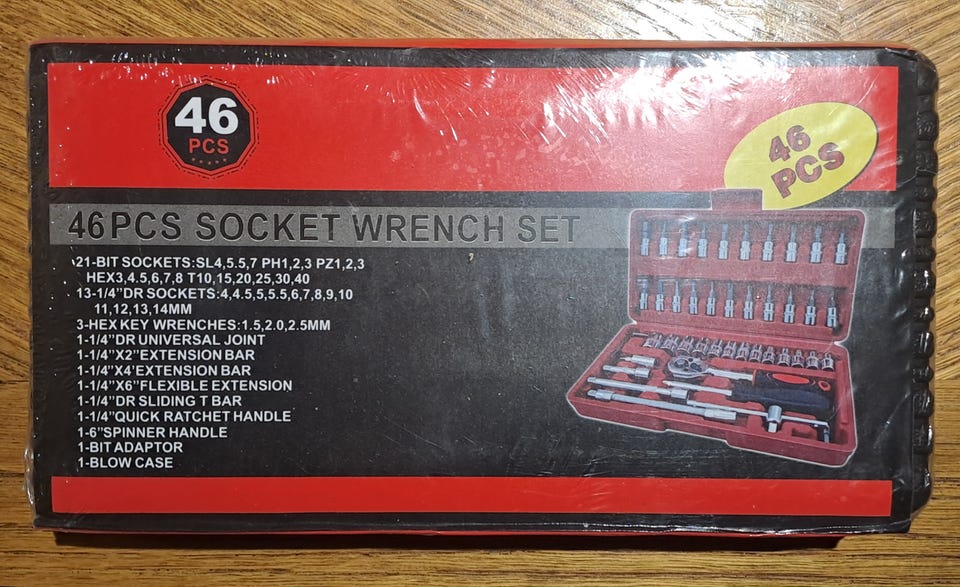 46
PCS
46
PCS
46PCS SOCKET WRENCH SET
21-BIT SOCKETS:SL4,5.5,7 PH1,2,3 PZ1,2,3
HEX3,4.5,6,7,8 T10,15,20,25,30,40
13-1/4"DR SOCKETS:4,4.5,5,5.5,6,7,8,9,10
11,12,13,14MM
3-HEX KEY WRENCHES:1.5,2.0,2.5MM
1-1/4"DR UNIVERSAL JOINT
1-1/4"X2"EXTENSION BAR
1-1/4"X4'EXTENSION BAR
1-1/4"X6"FLEXIBLE EXTENSION
1-1/4"DR SLIDING T BAR
1-1/4"QUICK RATCHET HANDLE
1-6"SPINNER HANDLE
1-BIT ADAPTOR
1-BLOW CASE